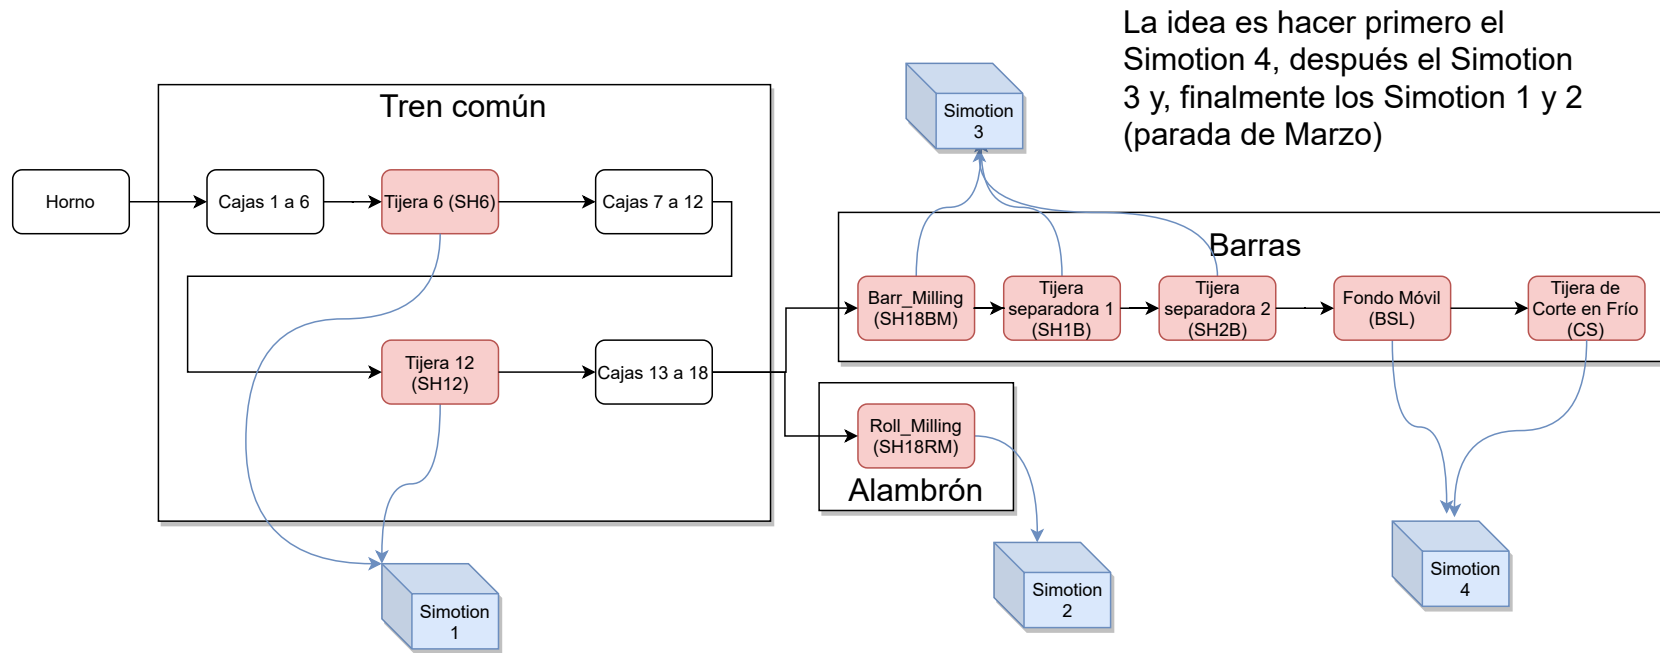 La idea es hacer primero el
Simotion 4, después el Simotion
3 y, finalmente los Simotion 1 y 2
(parada de Marzo)
Tren común
Simotion
3
Horno
Cajas 1 a 6
Tijera 6 (SH6)
Cajas 7 a 12
Barras
Barr_Milling
(SH18BM)
Tijera
separadora 1
(SH1B)
Tijera
separadora 2
(SH2B)
Fondo Móvil
(BSL)
Tijera de
Corte en Frío
(CS)
Tijera 12
(SH12)
Cajas 13 a 18
Roll_Milling
(SH18RM)
Alambrón
Simotion
1
Simotion
2
Simotion
4